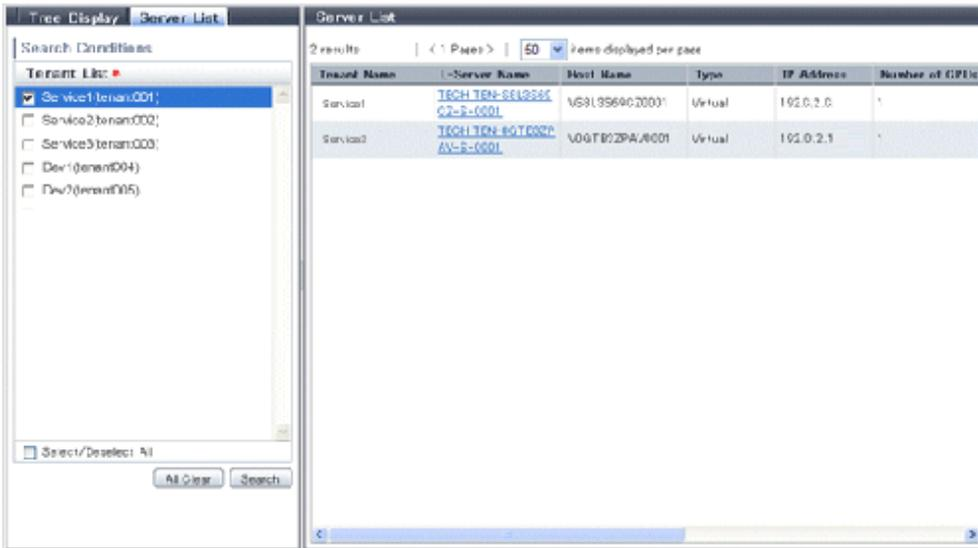 Tree Display
Server List
Search Conditions
Tenant List
Service1(tenant001)
Service2(tenant002)
Service3(tenant003)
Dev1(tenant004)
Dev2(tenant005)
Select/Deselect All
All Clear
Search
Server List
2 results | < 1 Pages > | 50 items displayed per page
Tenant Name L-Server Name Host Name Type IP Address Number of CPUs
Service1 Virtual 192.0.2.0
Service2 Virtual 192.0.2.1